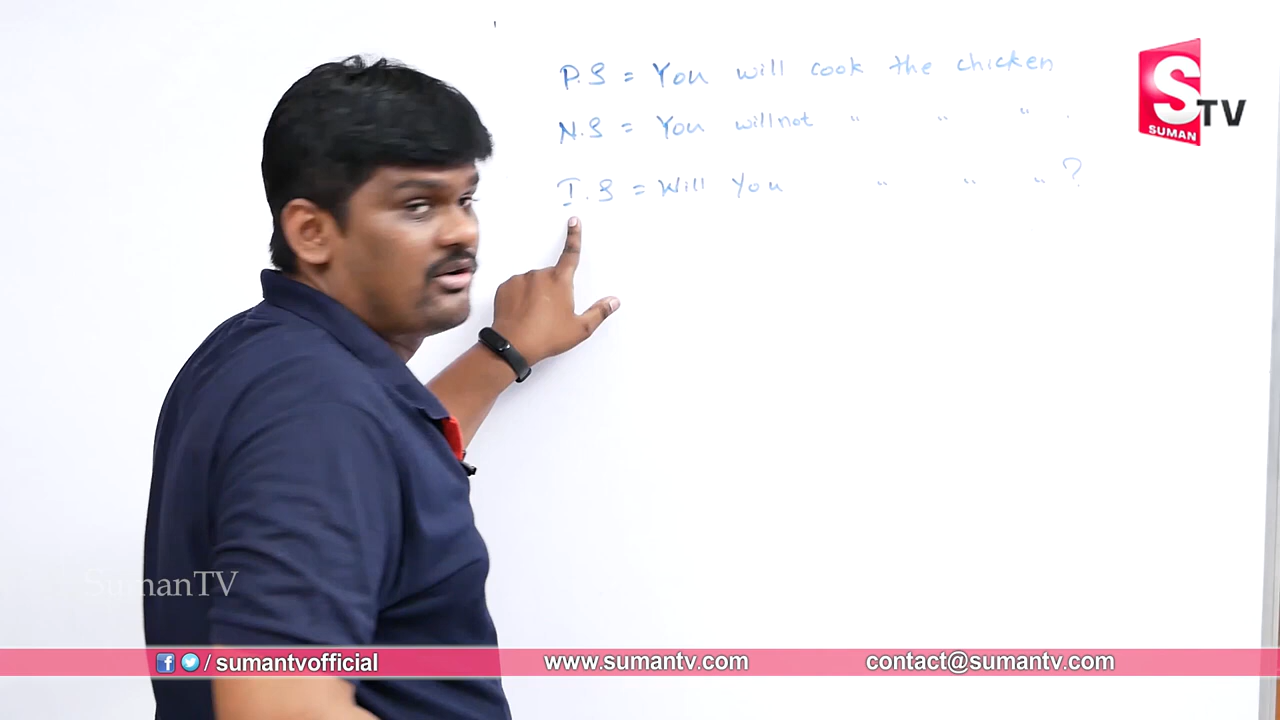 P.S = You will cook the chicken
N.S = You will not " " " .
I.S = Will You " " " ?
S TV
SUMAN
SumanTV
/ sumantvofficial
www.sumantv.com
contact@sumantv.com